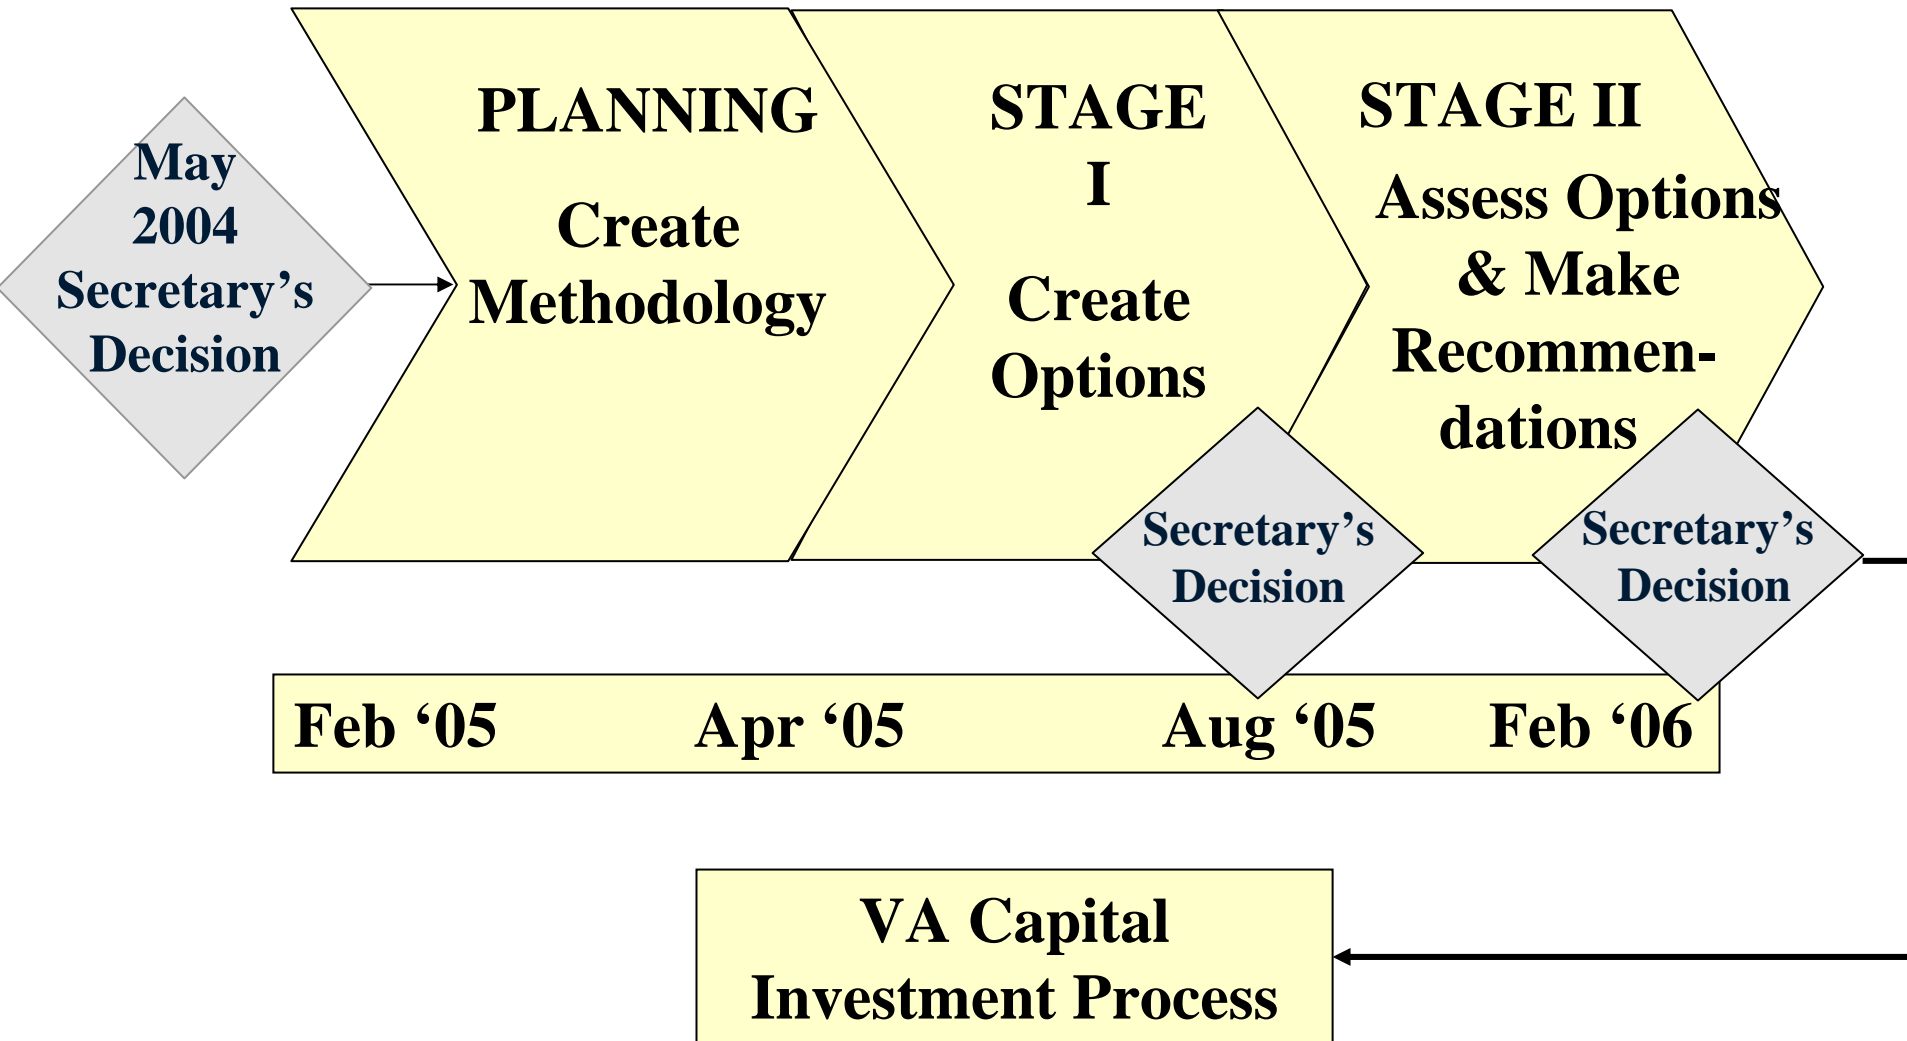 May
2004
Secretary’s
Decision
PLANNING
Create
Methodology
STAGE
I
Create
Options
STAGE II
Assess Options
& Make
Recommen-
dations
Secretary’s
Decision
Secretary’s
Decision
Feb ‘05 Apr ‘05 Aug ‘05 Feb ‘06
VA Capital
Investment Process